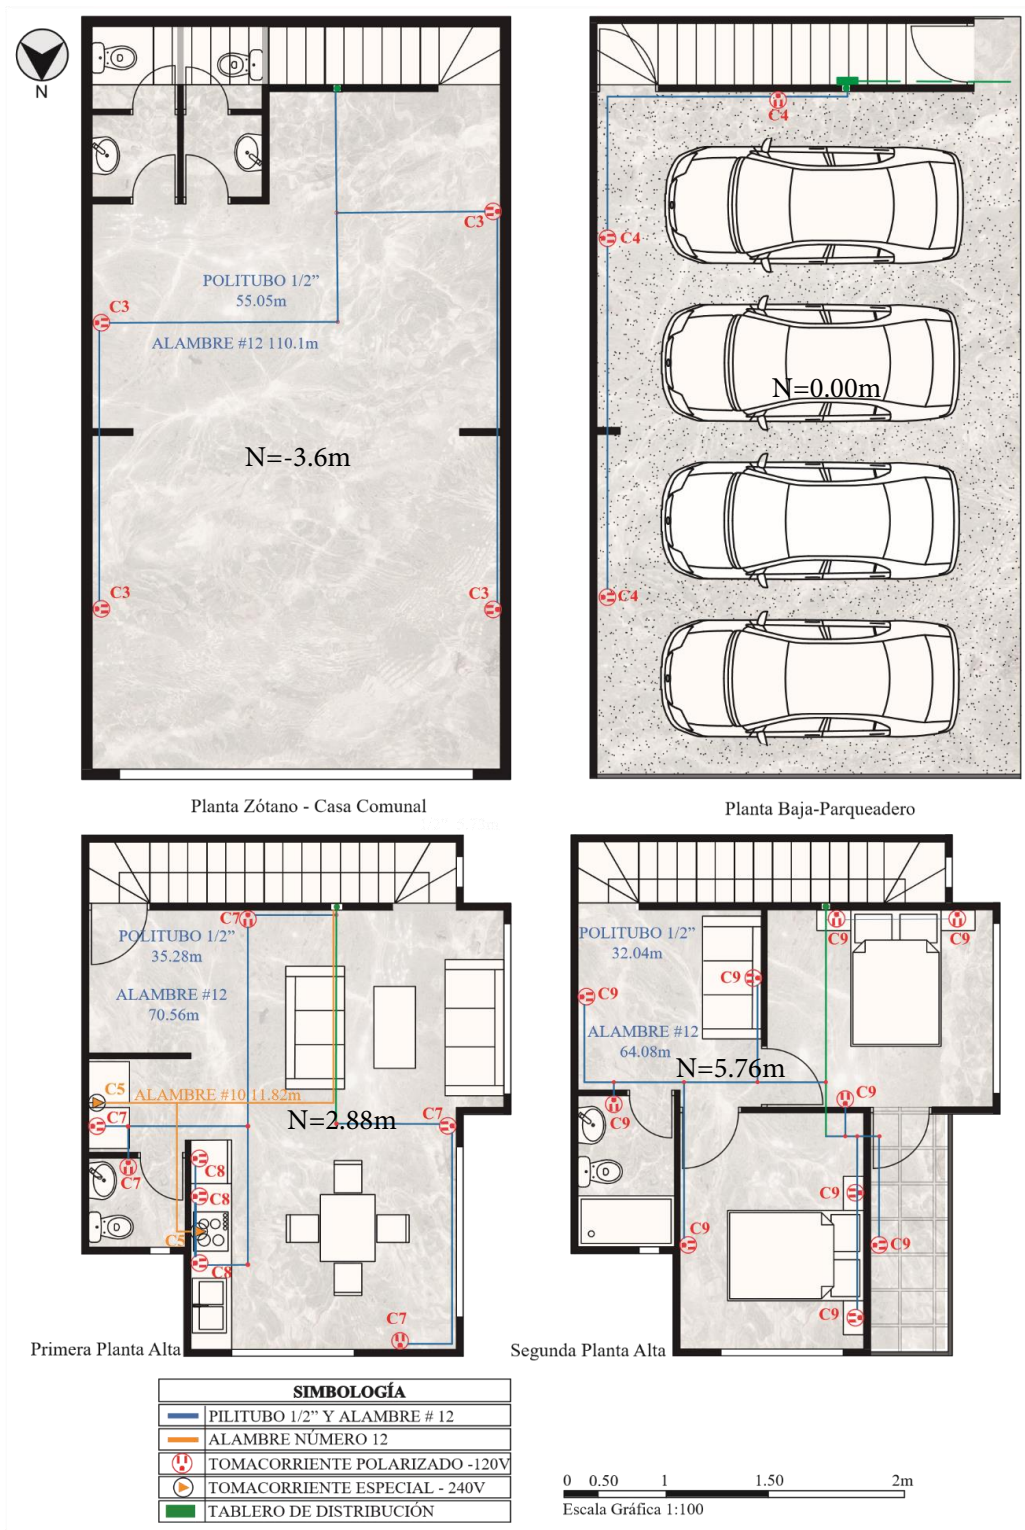 N
C4
C4
C3
POLITUBO 1/2”
55.05m
C3
ALAMBRE #12 110.1m
N=0.00m
N=-3.6m
C3
C3
C4
Planta Zótano - Casa Comunal
Planta Baja-Parqueadero
C7
POLITUBO 1/2”
35.28m
ALAMBRE #12
70.56m
C5
ALAMBRE #10 11.82m
C7
N=2.88m
C7
C7
C8
C8
C5
C8
C7
Primera Planta Alta
POLITUBO 1/2”
32.04m
C9
C9
C9
C9
ALAMBRE #12
64.08m
N=5.76m
C9
C9
C9
C9
C9
C9
Segunda Planta Alta
SIMBOLOGÍA
PILITUBO 1/2” Y ALAMBRE # 12
ALAMBRE NÚMERO 12
TOMACORRIENTE POLARIZADO -120V
TOMACORRIENTE ESPECIAL - 240V
TABLERO DE DISTRIBUCIÓN
0 0.50 1 1.50 2m
Escala Gráfica 1:100